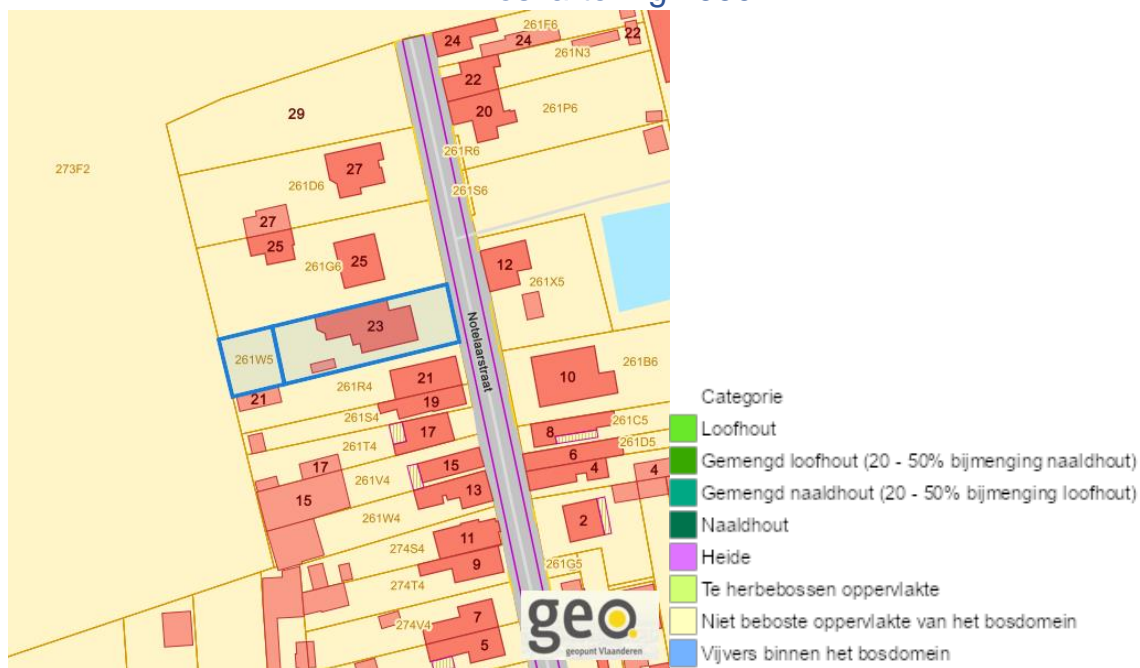 24
261F6
24
22
261N3
22
20
261P6
29
273F2
261R6
27
261D6
261S6
27
25
25
261G6
12
261X5
23
Notelaarstraat
261W5
21
261R4
21
10
261B6
19
261S4
8
261C5
17
261T4
6
261D5
17
15
4
4
15
261V4
13
261W4
2
11
274S4
9
261G5
274T4
7
274V4
5
geo.
geopunt Vlaanderen
Categorie
Loofhout
Gemengd loofhout (20 - 50% bijmenging naaldhout)
Gemengd naaldhout (20 - 50% bijmenging loofhout)
Naaldhout
Heide
Te herbebossen oppervlakte
Niet beboste oppervlakte van het bosdomein
Vijvers binnen het bosdomein